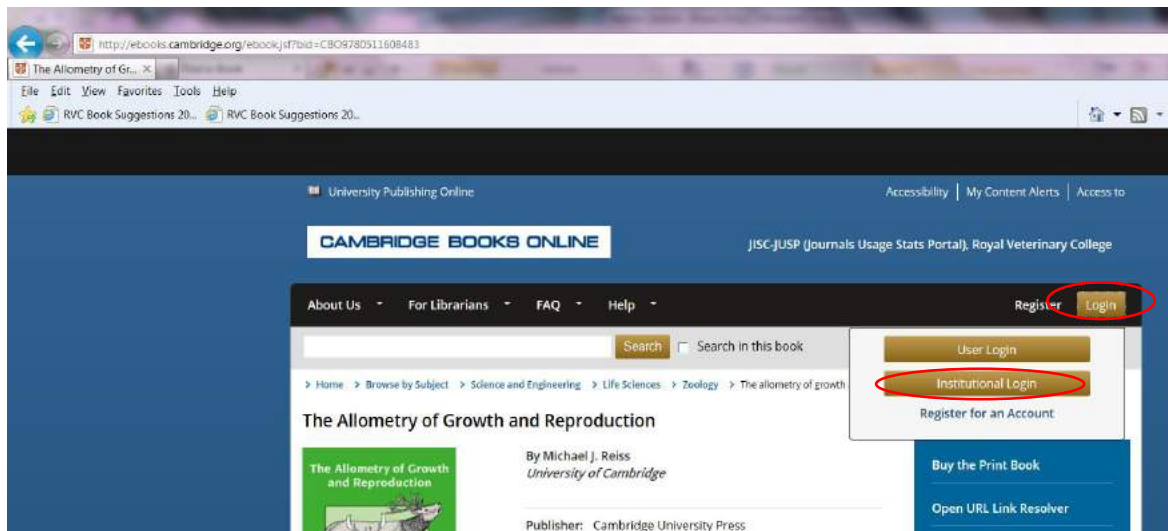 http://ebooks.cambridge.org/ebook.jsf?bid=CBO9780511608483
The Allometry of Gr... ×
File Edit View Favorites Tools Help
RVC Book Suggestions 20... RVC Book Suggestions 20...
University Publishing Online
Accessibility | My Content Alerts | Access to
CAMBRIDGE BOOKS ONLINE
JISC-JUSP (Journals Usage Stats Portal), Royal Veterinary College
About Us For Librarians FAQ Help Register Login
Search Search in this book
User Login
> Home > Browse by Subject > Science and Engineering > Life Sciences > Zoology > The allometry of growth
Institutional Login
Register for an Account
The Allometry of Growth and Reproduction
By Michael J. Reiss
University of Cambridge
Buy the Print Book
The Allometry of Growth
and Reproduction
Open URL Link Resolver
Publisher: Cambridge University Press